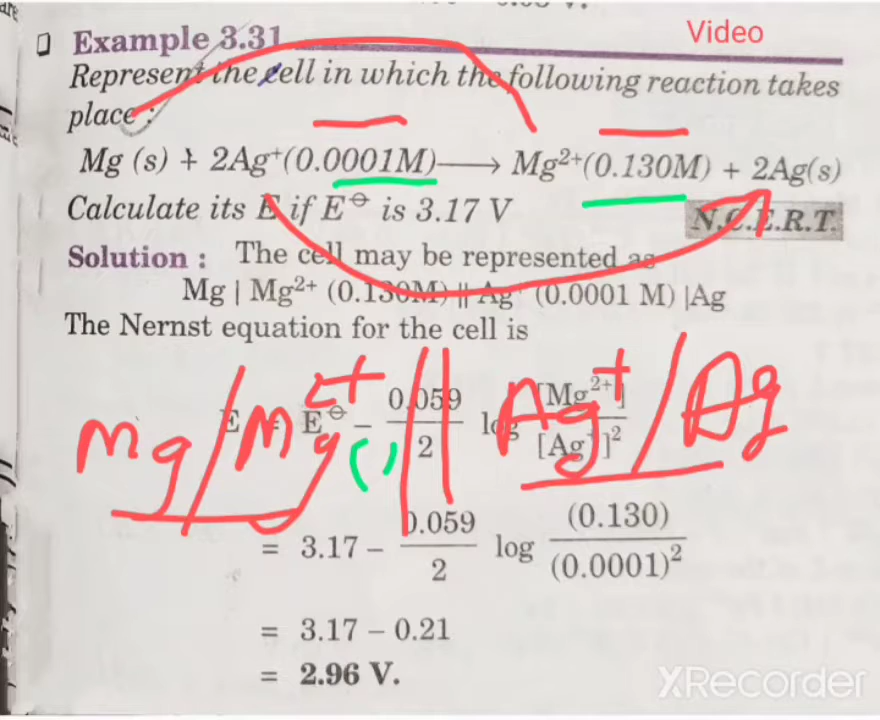 Video
Example 3.31
Represent the cell in which the following reaction takes
place :
Mg (s) + 2Ag⁺(0.0001M) ⟶ Mg²⁺(0.130M) + 2Ag(s)
Calculate its E if E⊖ is 3.17 V
N.C.E.R.T.
Solution : The cell may be represented as
Mg | Mg²⁺ (0.130M) || Ag⁺ (0.0001 M) |Ag
The Nernst equation for the cell is
E = E⊖ − 0.059/2 log [Mg²⁺]/[Ag⁺]²
Mg/Mg²⁺ || Ag⁺/Ag
( )
= 3.17 − 0.059/2 log (0.130)/(0.0001)²
= 3.17 − 0.21
= 2.96 V.
XRecorder